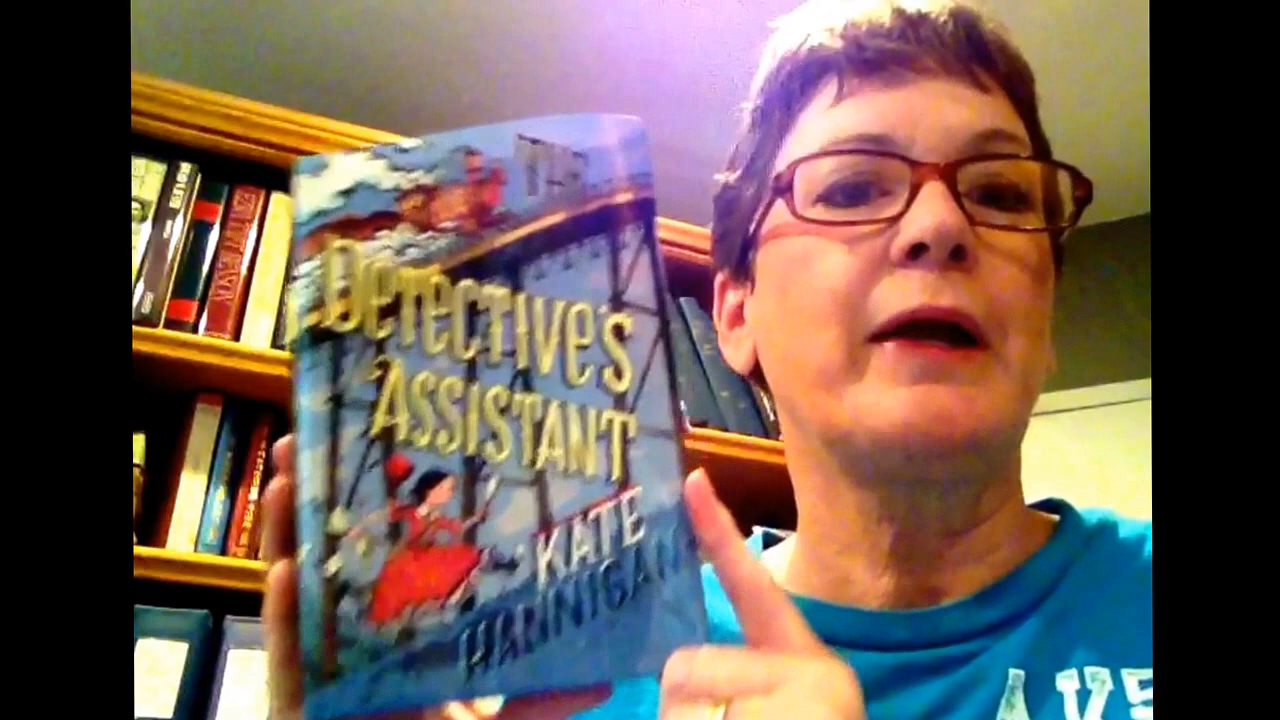 THE
DETECTIVE'S
ASSISTANT
KATE
HANNIGAN